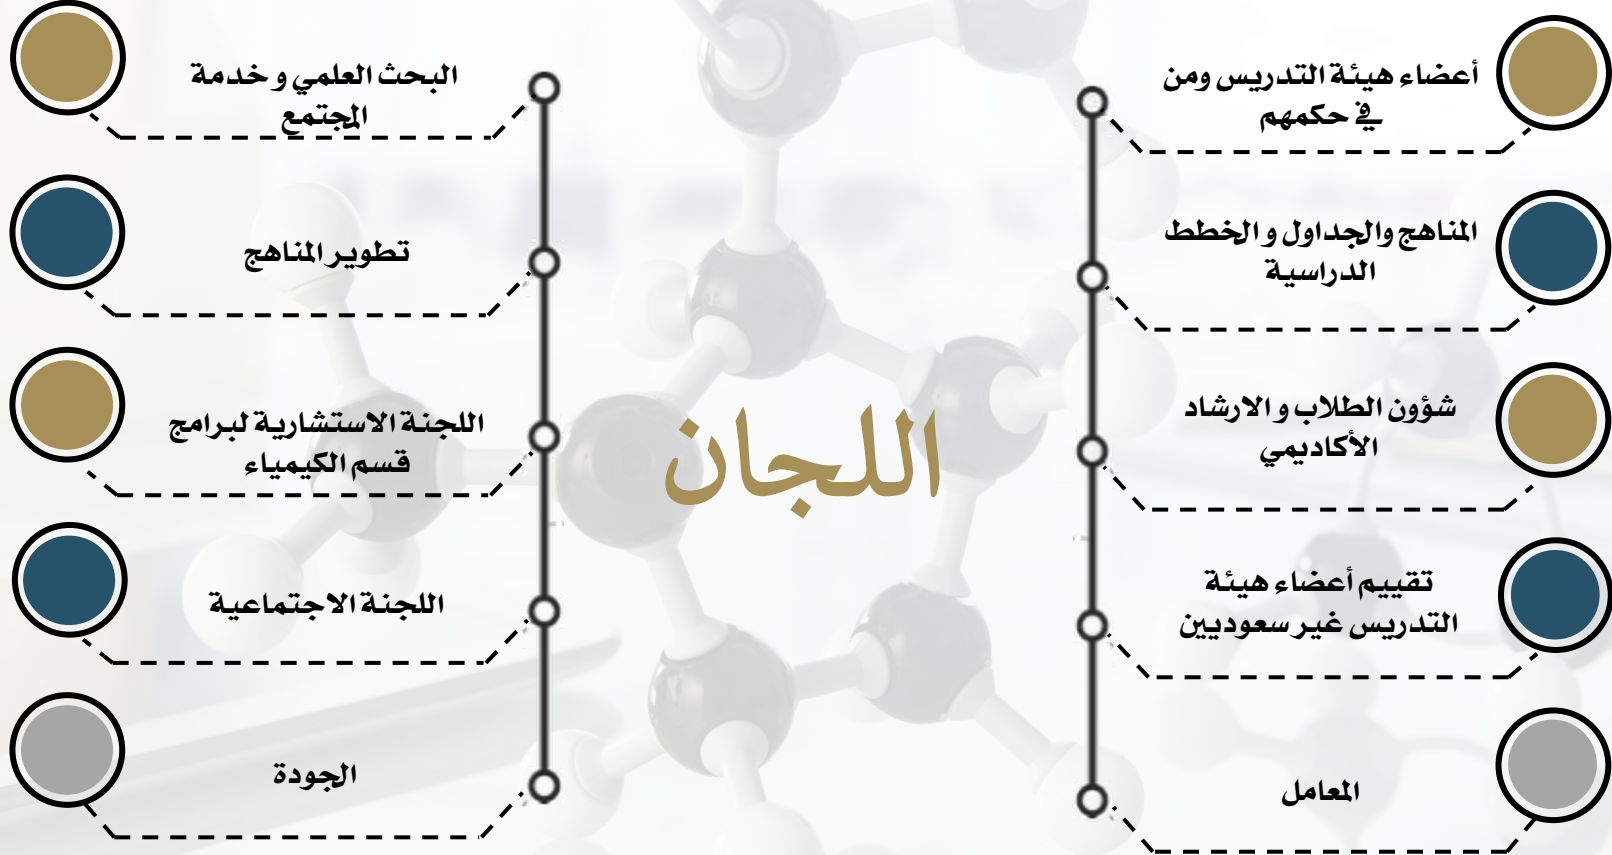 أعضاء هيئة التدريس ومن
في حكمهم
المناهج والجداول و الخطط
الدراسية
شؤون الطلاب و الارشاد
الأكاديمي
تقييم أعضاء هيئة
التدريس غير سعوديين
المعامل
اللجان
البحث العلمي و خدمة
المجتمع
تطوير المناهج
اللجنة الاستشارية لبرامج
قسم الكيمياء
اللجنة الاجتماعية
الجودة